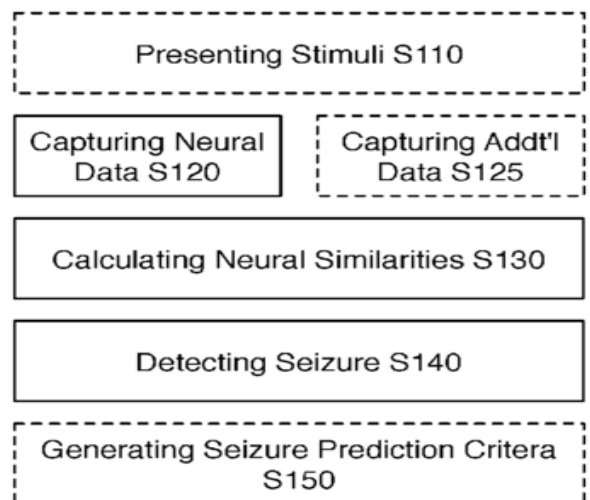 Presenting Stimuli S110
Capturing Neural
Data S120
Capturing Addt'l
Data S125
Calculating Neural Similarities S130
Detecting Seizure S140
Generating Seizure Prediction Critera
S150